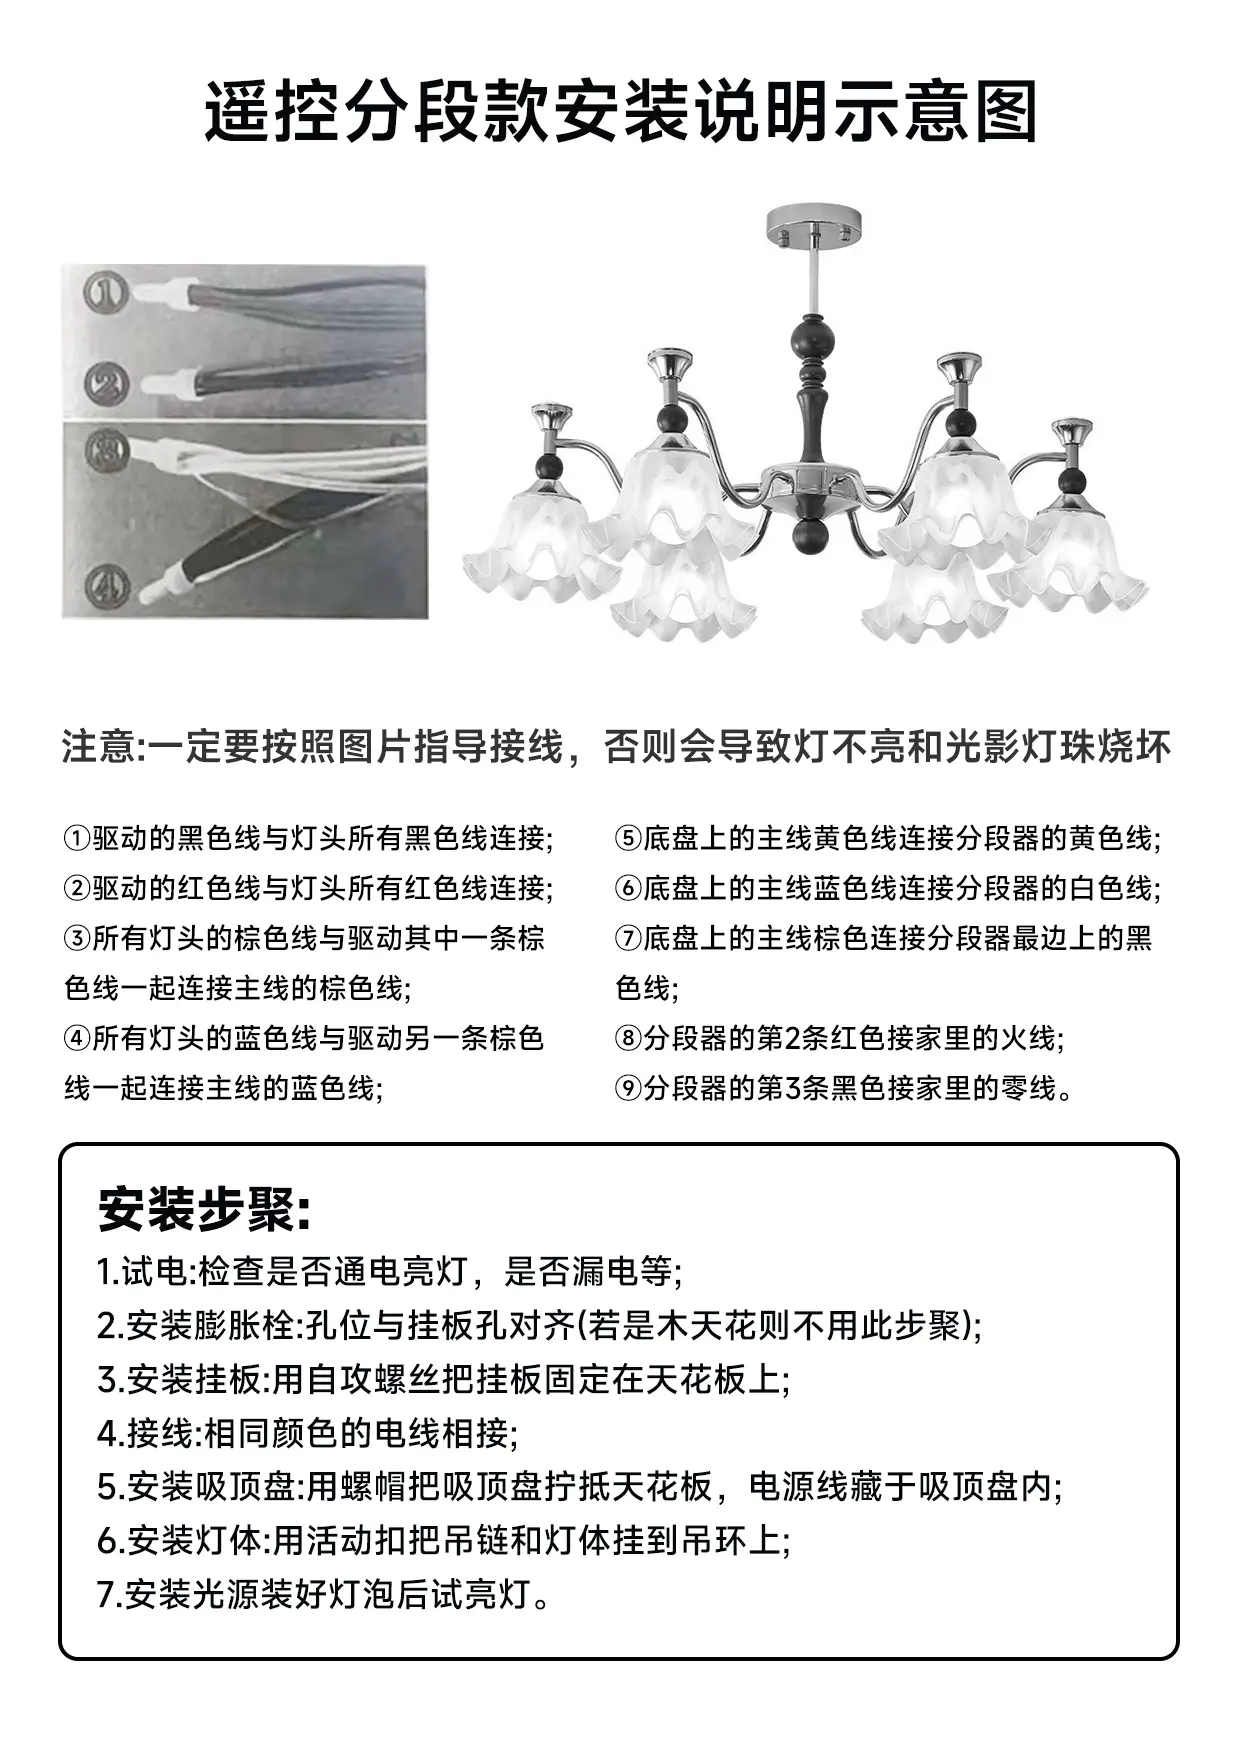 遥控分段款安装说明示意图
①
②
③
④
注意:一定要按照图片指导接线，否则会导致灯不亮和光影灯珠烧坏
①驱动的黑色线与灯头所有黑色线连接;
②驱动的红色线与灯头所有红色线连接;
③所有灯头的棕色线与驱动其中一条棕
色线一起连接主线的棕色线;
④所有灯头的蓝色线与驱动另一条棕色
线一起连接主线的蓝色线;
⑤底盘上的主线黄色线连接分段器的黄色线;
⑥底盘上的主线蓝色线连接分段器的白色线;
⑦底盘上的主线棕色连接分段器最边上的黑
色线;
⑧分段器的第2条红色接家里的火线;
⑨分段器的第3条黑色接家里的零线。
安装步聚:
1.试电:检查是否通电亮灯，是否漏电等;
2.安装膨胀栓:孔位与挂板孔对齐(若是木天花则不用此步聚);
3.安装挂板:用自攻螺丝把挂板固定在天花板上;
4.接线:相同颜色的电线相接;
5.安装吸顶盘:用螺帽把吸顶盘拧抵天花板，电源线藏于吸顶盘内;
6.安装灯体:用活动扣把吊链和灯体挂到吊环上;
7.安装光源装好灯泡后试亮灯。